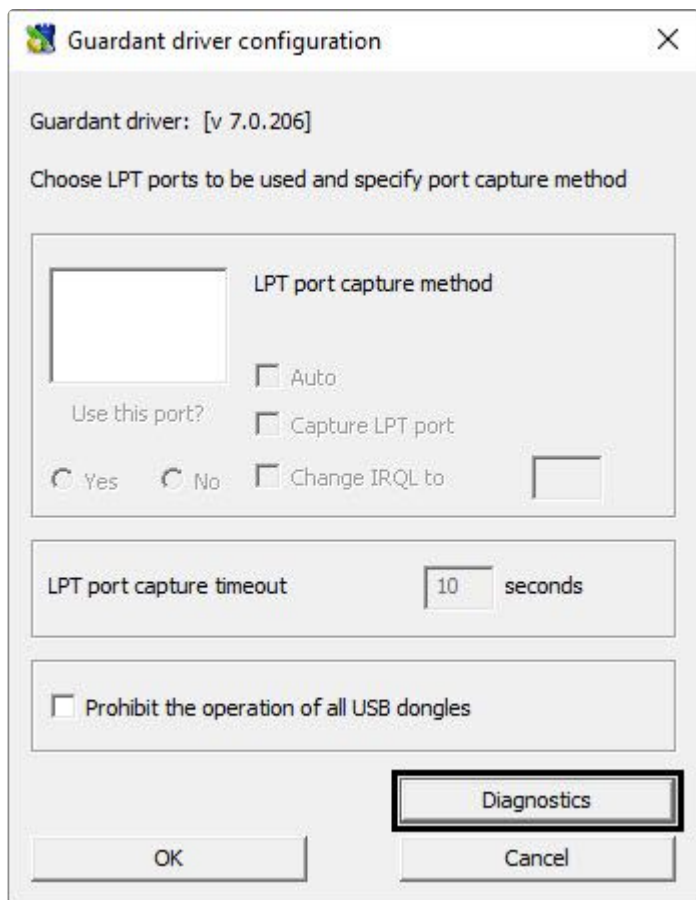 Guardant driver configuration
Guardant driver: [v 7.0.206]
Choose LPT ports to be used and specify port capture method
LPT port capture method
Auto
Use this port?
Capture LPT port
Yes No Change IRQL to
LPT port capture timeout 10 seconds
Prohibit the operation of all USB dongles
Diagnostics
OK Cancel